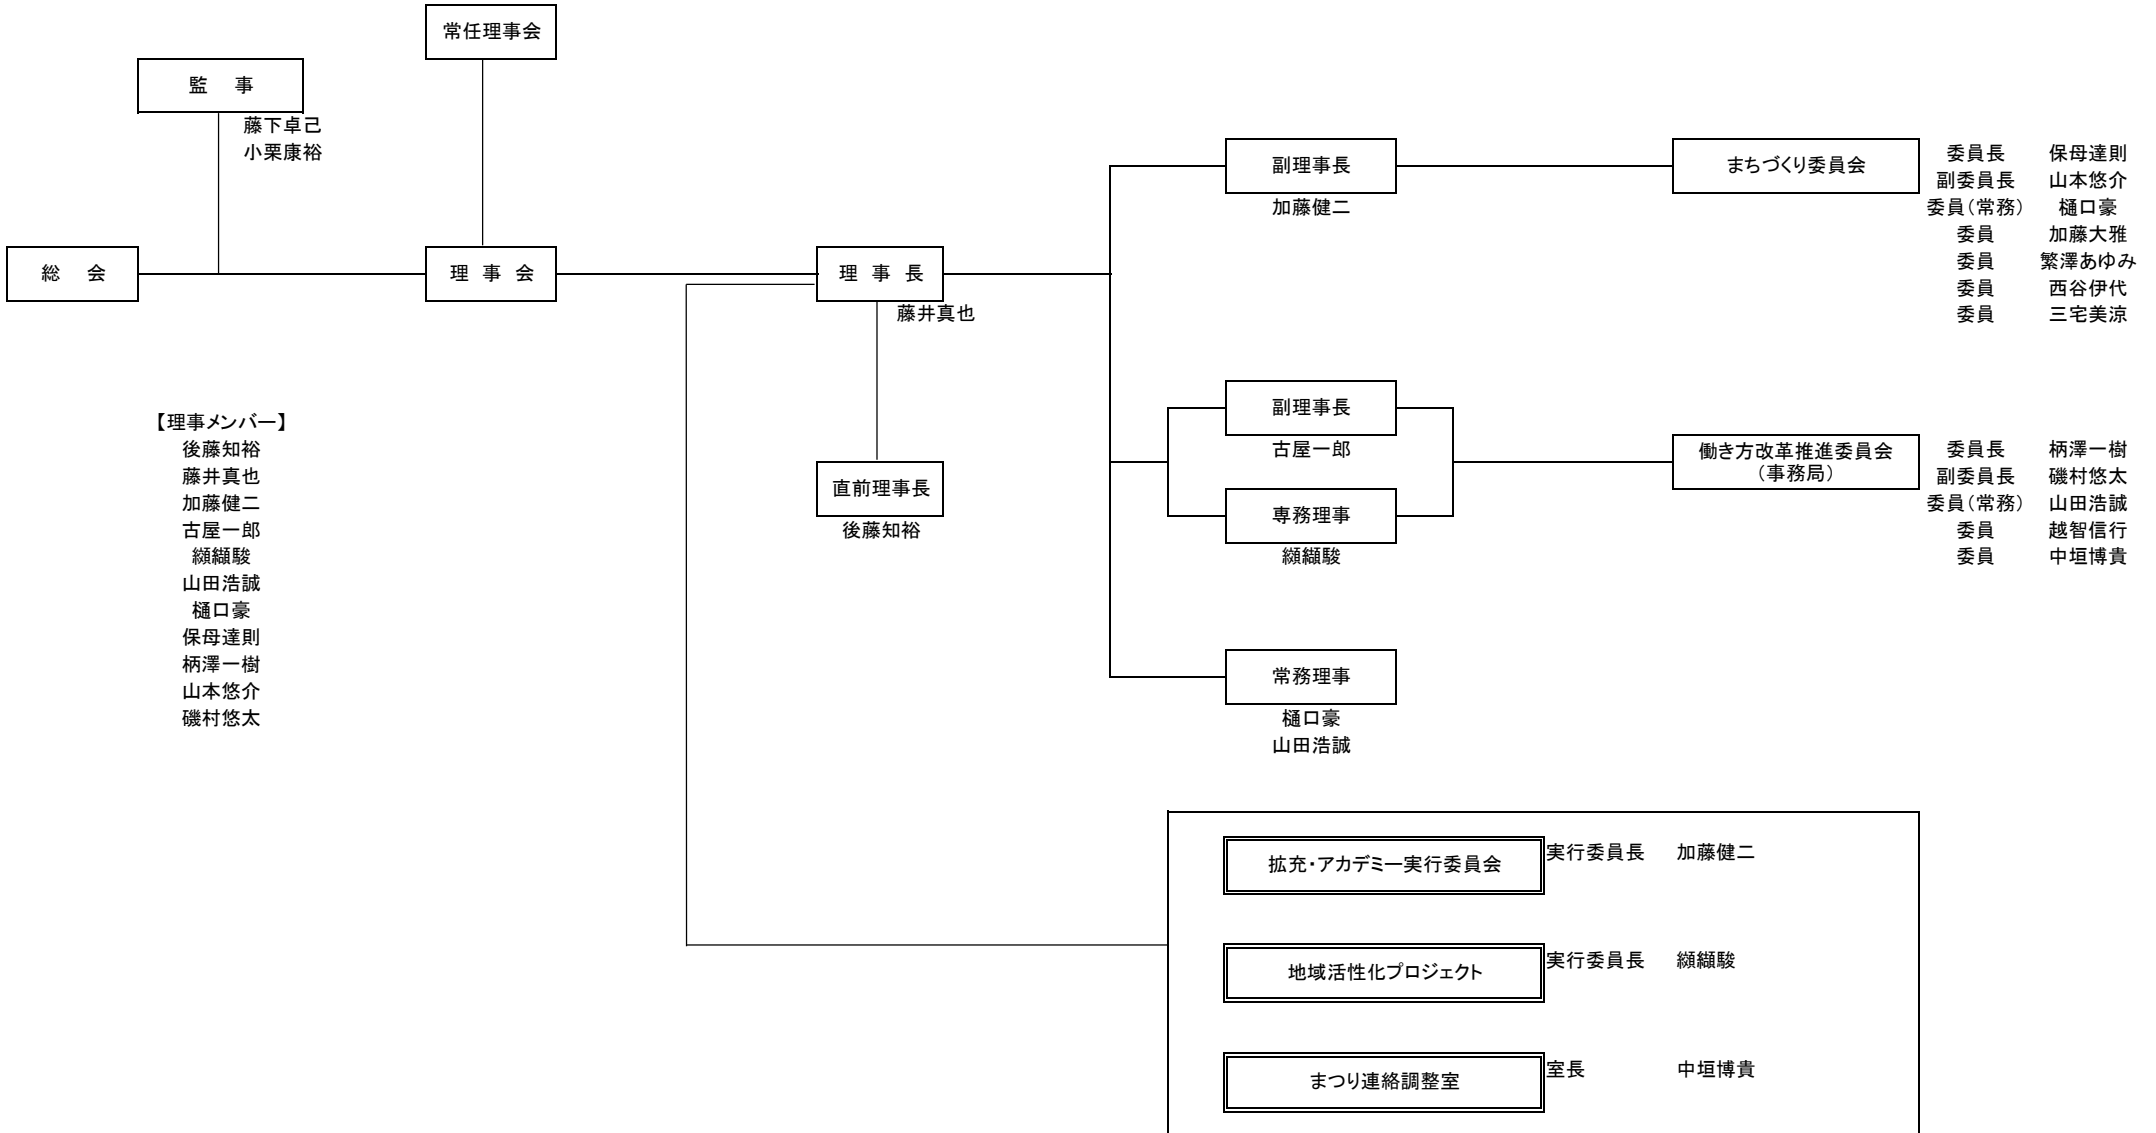 常任理事会
監　事
藤下卓己
小栗康裕
総　会
理 事 会
理 事 長
藤井真也
直前理事長
後藤知裕
【理事メンバー】
後藤知裕
藤井真也
加藤健二
古屋一郎
纐纈駿
山田浩誠
樋口豪
保母達則
柄澤一樹
山本悠介
磯村悠太
副理事長
加藤健二
まちづくり委員会
委員長 保母達則
副委員長 山本悠介
委員（常務） 樋口豪
委員 加藤大雅
委員 繁澤あゆみ
委員 西谷伊代
委員 三宅美涼
副理事長
古屋一郎
専務理事
纐纈駿
働き方改革推進委員会
（事務局）
委員長 柄澤一樹
副委員長 磯村悠太
委員（常務） 山田浩誠
委員 越智信行
委員 中垣博貴
常務理事
樋口豪
山田浩誠
拡充・アカデミー実行委員会 実行委員長 加藤健二
地域活性化プロジェクト 実行委員長 纐纈駿
まつり連絡調整室 室長 中垣博貴